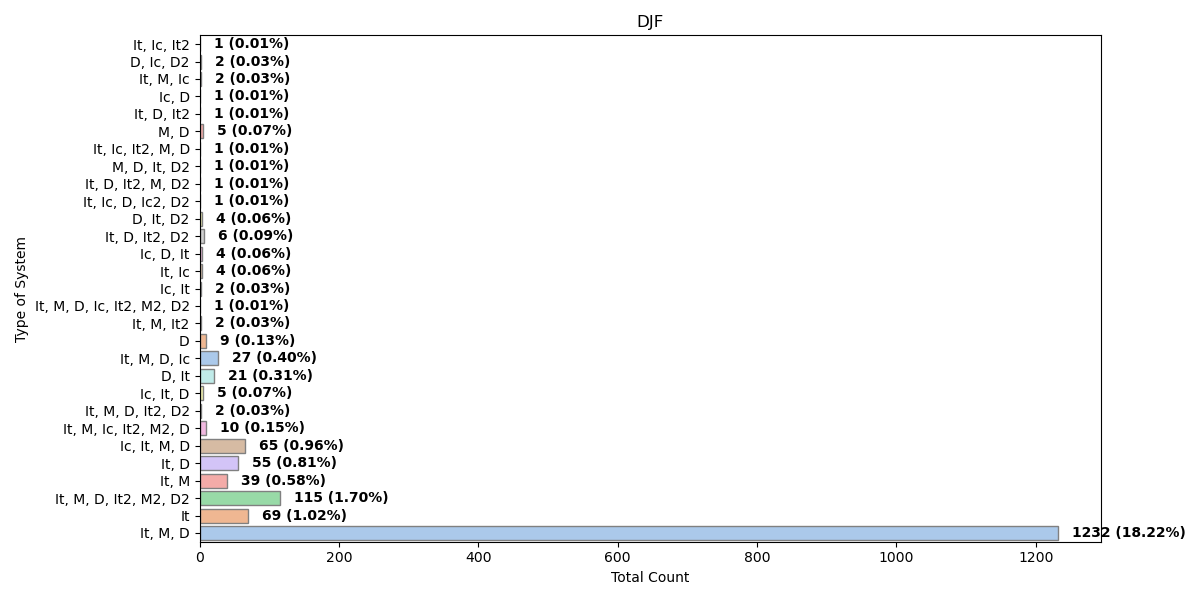 DJF
It, Ic, It2 1 (0.01%)
D, Ic, D2 2 (0.03%)
It, M, Ic 2 (0.03%)
Ic, D 1 (0.01%)
It, D, It2 1 (0.01%)
M, D 5 (0.07%)
It, Ic, It2, M, D 1 (0.01%)
M, D, It, D2 1 (0.01%)
It, D, It2, M, D2 1 (0.01%)
It, Ic, D, Ic2, D2 1 (0.01%)
D, It, D2 4 (0.06%)
It, D, It2, D2 6 (0.09%)
Ic, D, It 4 (0.06%)
It, Ic 4 (0.06%)
Ic, It 2 (0.03%)
It, M, D, Ic, It2, M2, D2 1 (0.01%)
It, M, It2 2 (0.03%)
D 9 (0.13%)
It, M, D, Ic 27 (0.40%)
D, It 21 (0.31%)
Ic, It, D 5 (0.07%)
It, M, D, It2, D2 2 (0.03%)
It, M, Ic, It2, M2, D 10 (0.15%)
Ic, It, M, D 65 (0.96%)
It, D 55 (0.81%)
It, M 39 (0.58%)
It, M, D, It2, M2, D2 115 (1.70%)
It 69 (1.02%)
It, M, D 1232 (18.22%)
0 200 400 600 800 1000 1200
Total Count
Type of System